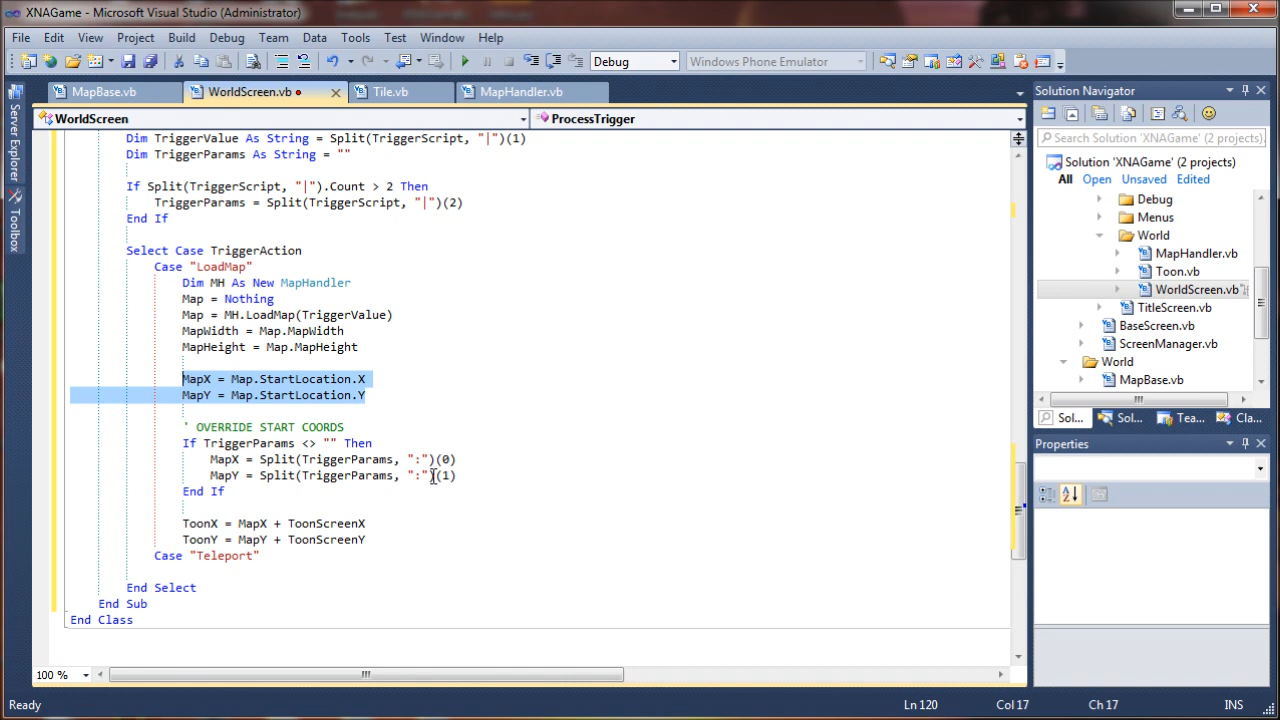 XNAGame - Microsoft Visual Studio (Administrator)
File Edit View Project Build Debug Team Data Tools Test Window Help
Debug Windows Phone Emulator
MapBase.vb WorldScreen.vb Tile.vb MapHandler.vb
WorldScreen ProcessTrigger
Server Explorer
Toolbox
Dim TriggerValue As String = Split(TriggerScript, "|")(1)
Dim TriggerParams As String = ""
If Split(TriggerScript, "|").Count > 2 Then
TriggerParams = Split(TriggerScript, "|")(2)
End If
Select Case TriggerAction
Case "LoadMap"
Dim MH As New MapHandler
Map = Nothing
Map = MH.LoadMap(TriggerValue)
MapWidth = Map.MapWidth
MapHeight = Map.MapHeight
MapX = Map.StartLocation.X
MapY = Map.StartLocation.Y
' OVERRIDE START COORDS
If TriggerParams <> "" Then
MapX = Split(TriggerParams, ":")(0)
MapY = Split(TriggerParams, ":")(1)
End If
ToonX = MapX + ToonScreenX
ToonY = MapY + ToonScreenY
Case "Teleport"
End Select
End Sub
End Class
100 %
Solution Navigator
Search Solution 'XNAGame' (2 projects)
Solution 'XNAGame' (2 projects)
All Open Unsaved Edited
Debug
Menus
World
MapHandler.vb
Toon.vb
WorldScreen.vb*
TitleScreen.vb
BaseScreen.vb
ScreenManager.vb
World
MapBase.vb
Sol... Sol... Tea... Cla...
Properties
Ready Ln 120 Col 17 Ch 17 INS